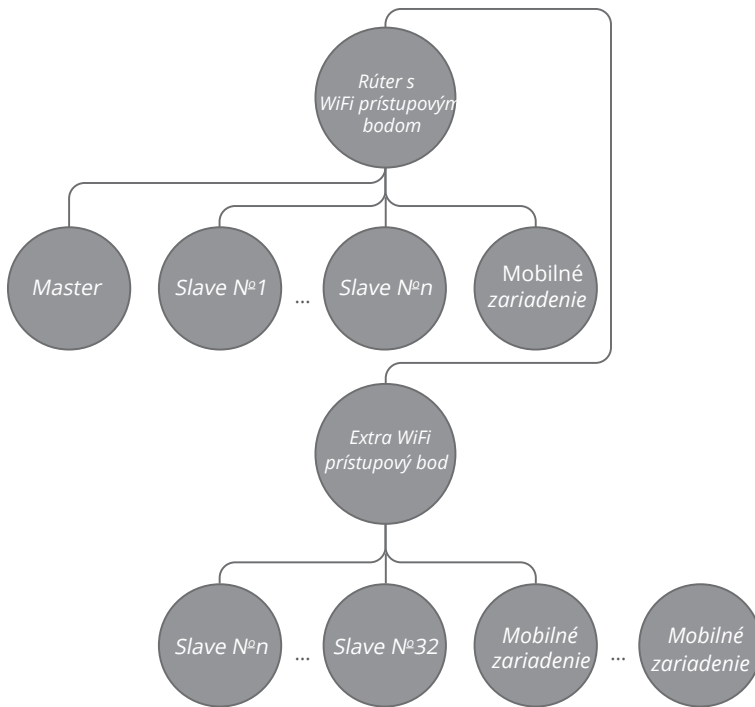 Rúter s
WiFi prístupovým
bodom
Master
Slave №1
...
Slave №n
Mobilné
zariadenie
Extra WiFi
prístupový bod
Slave №n
...
Slave №32
Mobilné
zariadenie
...
Mobilné
zariadenie